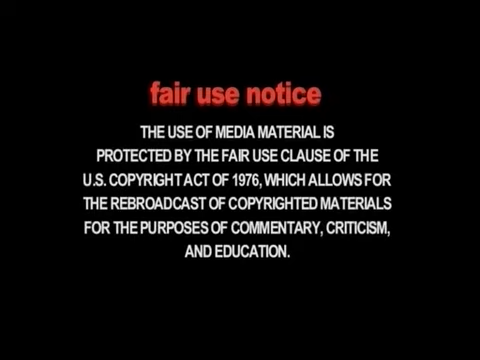 fair use notice
THE USE OF MEDIA MATERIAL IS
PROTECTED BY THE FAIR USE CLAUSE OF THE
U.S. COPYRIGHT ACT OF 1976, WHICH ALLOWS FOR
THE REBROADCAST OF COPYRIGHTED MATERIALS
FOR THE PURPOSES OF COMMENTARY, CRITICISM,
AND EDUCATION.